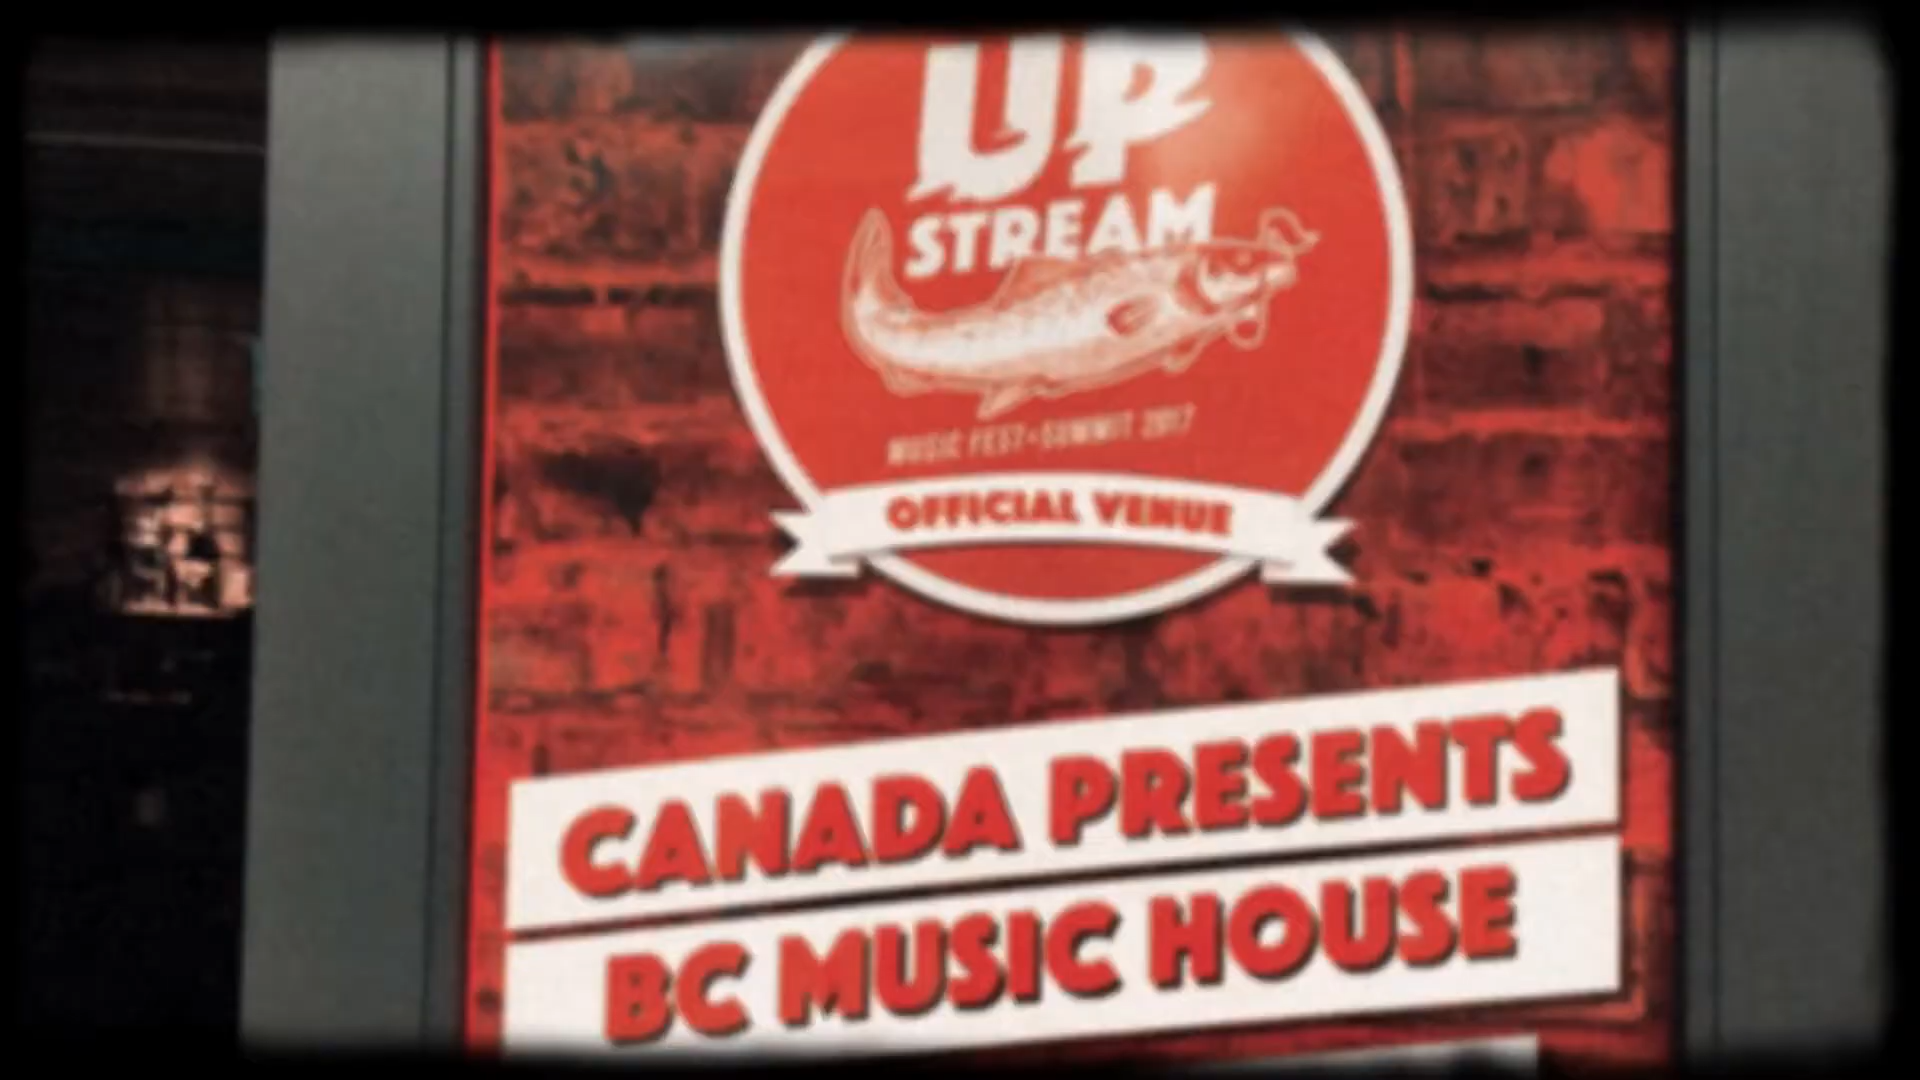 UP
STREAM
MUSIC FEST • SUMMIT 2017
OFFICIAL VENUE
CANADA PRESENTS
BC MUSIC HOUSE